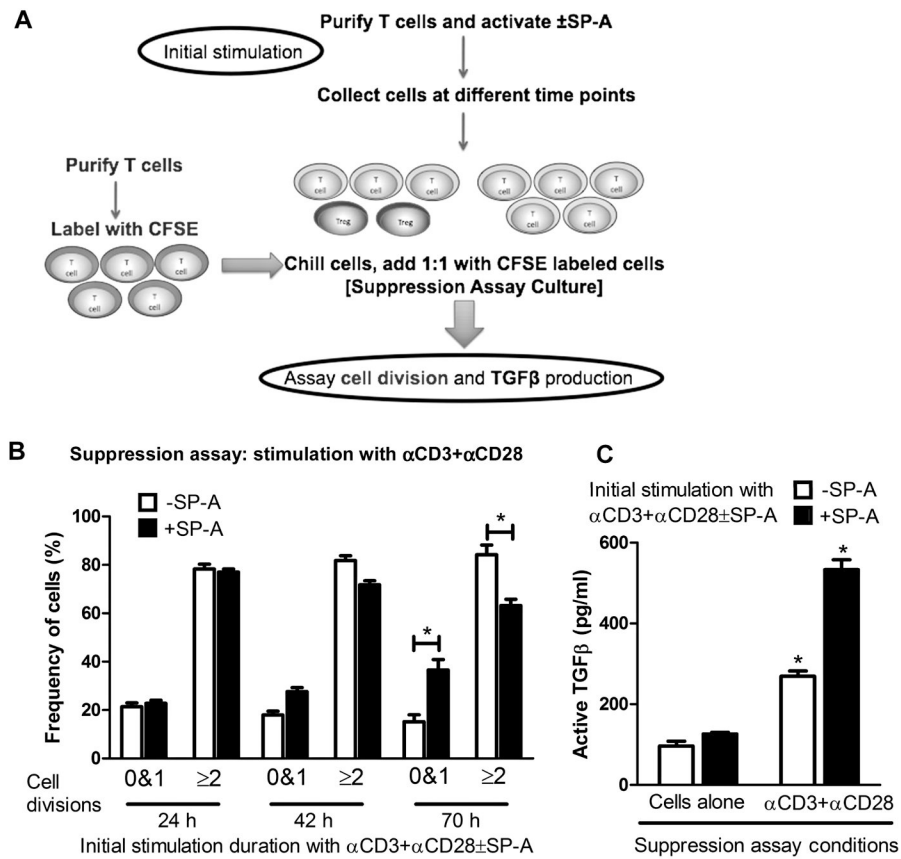 A
Purify T cells and activate ±SP-A
Initial stimulation
Collect cells at different time points
Purify T cells
Label with CFSE
T cell T cell T cell T cell T cell T cell
Treg Treg T cell T cell
T cell T cell T cell
T cell T cell
Chill cells, add 1:1 with CFSE labeled cells
[Suppression Assay Culture]
Assay cell division and TGFβ production
B
Suppression assay: stimulation with αCD3+αCD28
-SP-A
+SP-A
Frequency of cells (%)
100
80
60
40
20
0
*
*
Cell divisions
0&1 ≥2 0&1 ≥2 0&1 ≥2
24 h 42 h 70 h
Initial stimulation duration with αCD3+αCD28±SP-A
C
Initial stimulation with
αCD3+αCD28±SP-A
-SP-A
+SP-A
Active TGFβ (pg/ml)
600
400
200
0
*
*
Cells alone αCD3+αCD28
Suppression assay conditions